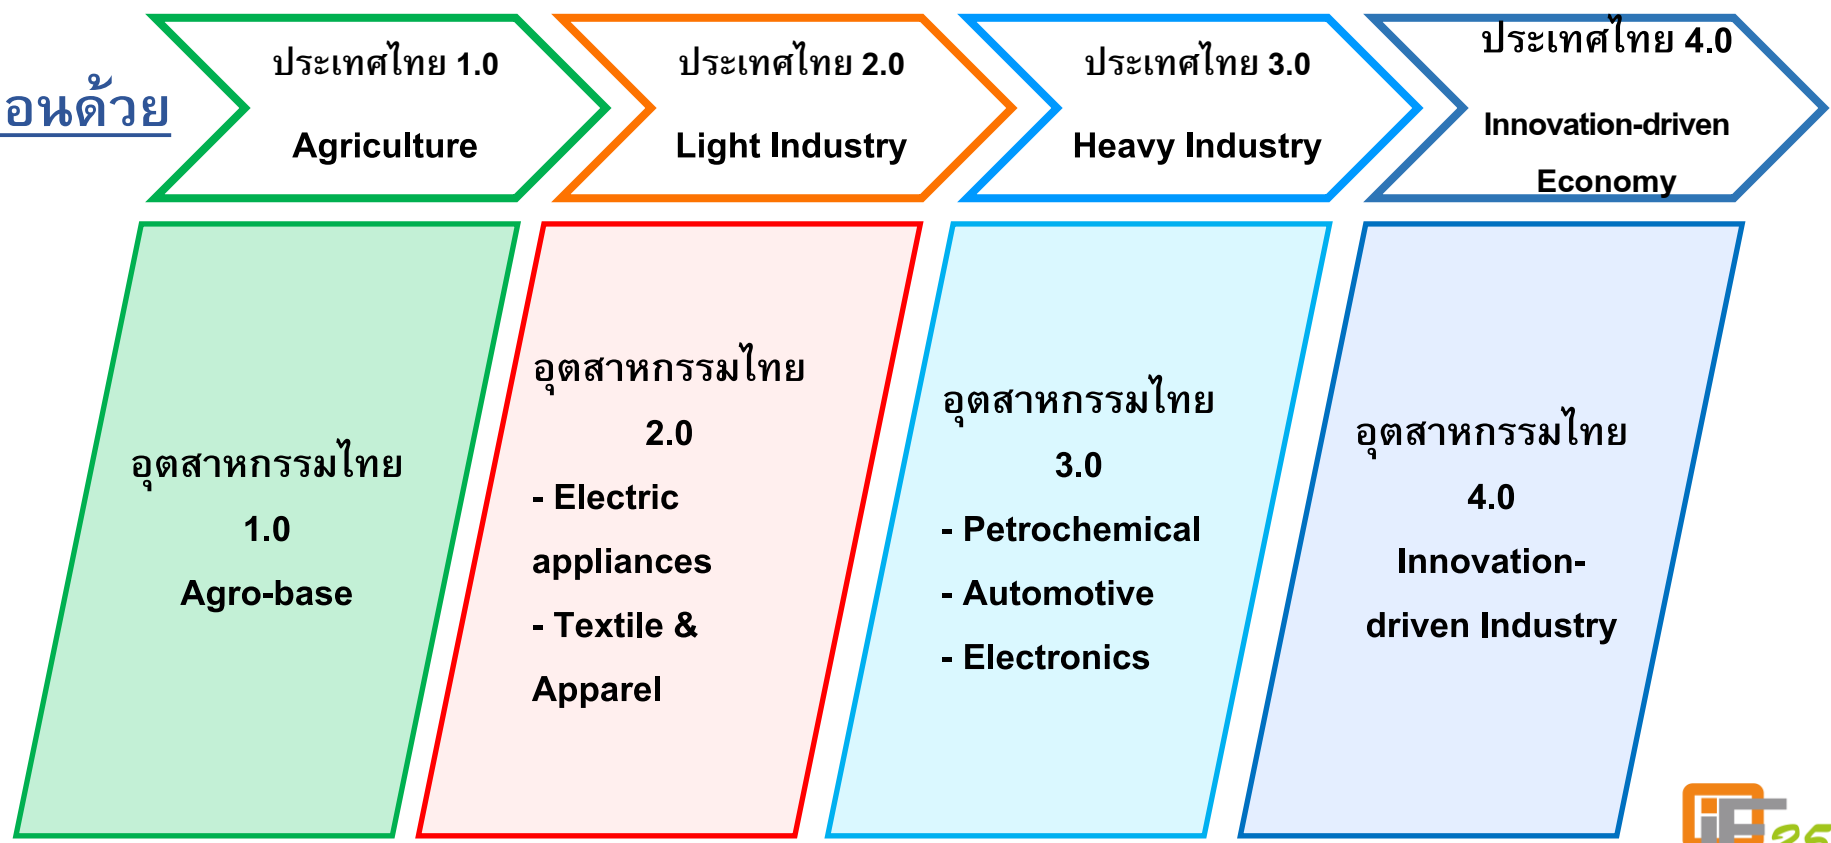 อนด้วย
ประเทศไทย 1.0
Agriculture
ประเทศไทย 2.0
Light Industry
ประเทศไทย 3.0
Heavy Industry
ประเทศไทย 4.0
Innovation-driven
Economy
อุตสาหกรรมไทย
1.0
Agro-base
อุตสาหกรรมไทย
2.0
- Electric
appliances
- Textile &
Apparel
อุตสาหกรรมไทย
3.0
- Petrochemical
- Automotive
- Electronics
อุตสาหกรรมไทย
4.0
Innovation-
driven Industry